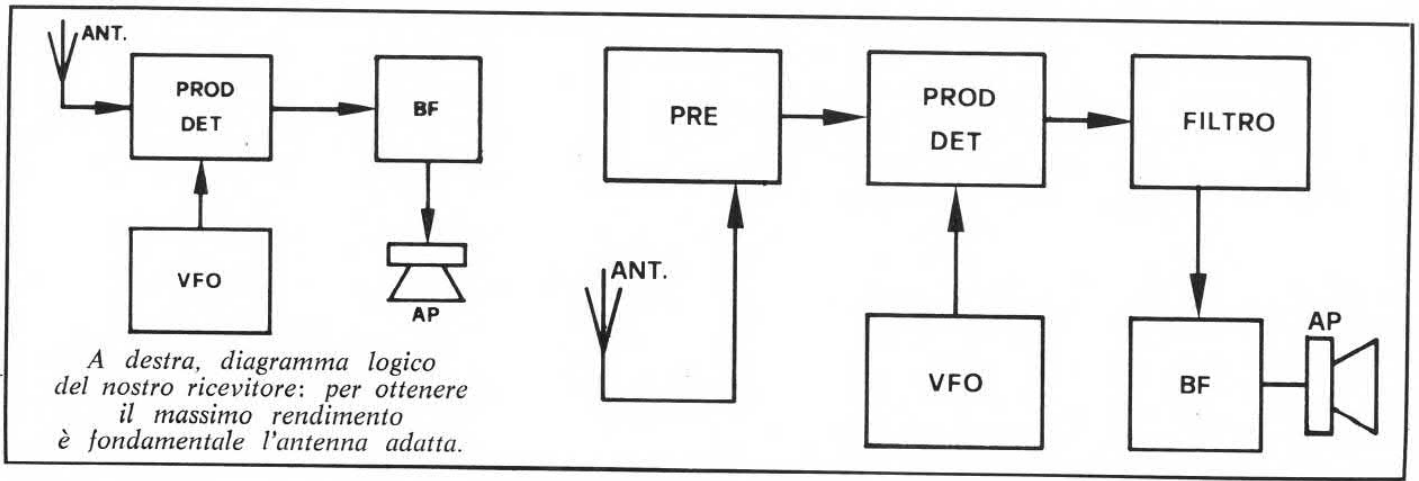 ANT.
PROD
DET
BF
VFO
AP
A destra, diagramma logico
del nostro ricevitore: per ottenere
il massimo rendimento
è fondamentale l'antenna adatta.
PRE
PROD
DET
FILTRO
ANT.
VFO
BF
AP